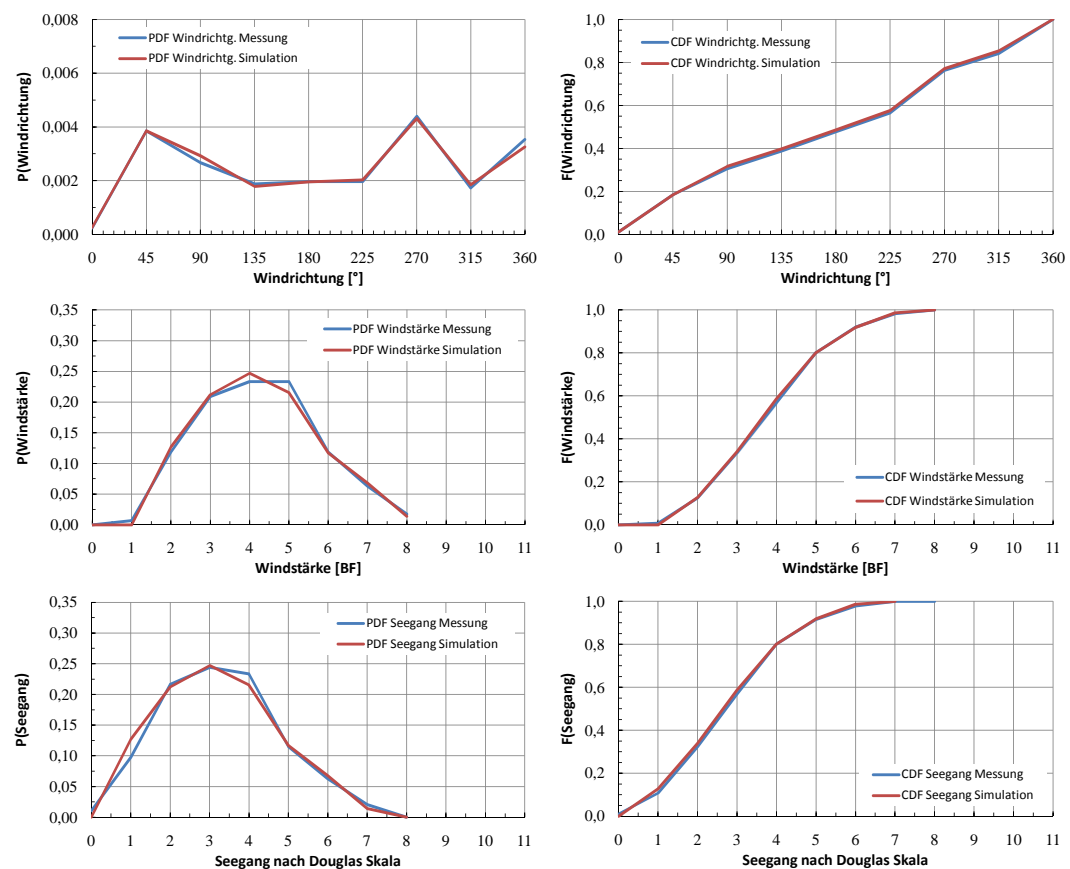 0,008
0,006
0,004
0,002
0,000
P(Windrichtung)
PDF Windrichtg. Messung
PDF Windrichtg. Simulation
0 45 90 135 180 225 270 315 360
Windrichtung [°]
1,0
0,8
0,6
0,4
0,2
0,0
F(Windrichtung)
CDF Windrichtg. Messung
CDF Windrichtg. Simulation
0 45 90 135 180 225 270 315 360
Windrichtung [°]
0,35
0,30
0,25
0,20
0,15
0,10
0,05
0,00
P(Windstärke)
PDF Windstärke Messung
PDF Windstärke Simulation
0 1 2 3 4 5 6 7 8 9 10 11
Windstärke [BF]
1,0
0,8
0,6
0,4
0,2
0,0
F(Windstärke)
CDF Windstärke Messung
CDF Windstärke Simulation
0 1 2 3 4 5 6 7 8 9 10 11
Windstärke [BF]
0,35
0,30
0,25
0,20
0,15
0,10
0,05
0,00
P(Seegang)
PDF Seegang Messung
PDF Seegang Simulation
0 1 2 3 4 5 6 7 8 9 10 11
Seegang nach Douglas Skala
1,0
0,8
0,6
0,4
0,2
0,0
F(Seegang)
CDF Seegang Messung
CDF Seegang Simulation
0 1 2 3 4 5 6 7 8 9 10 11
Seegang nach Douglas Skala